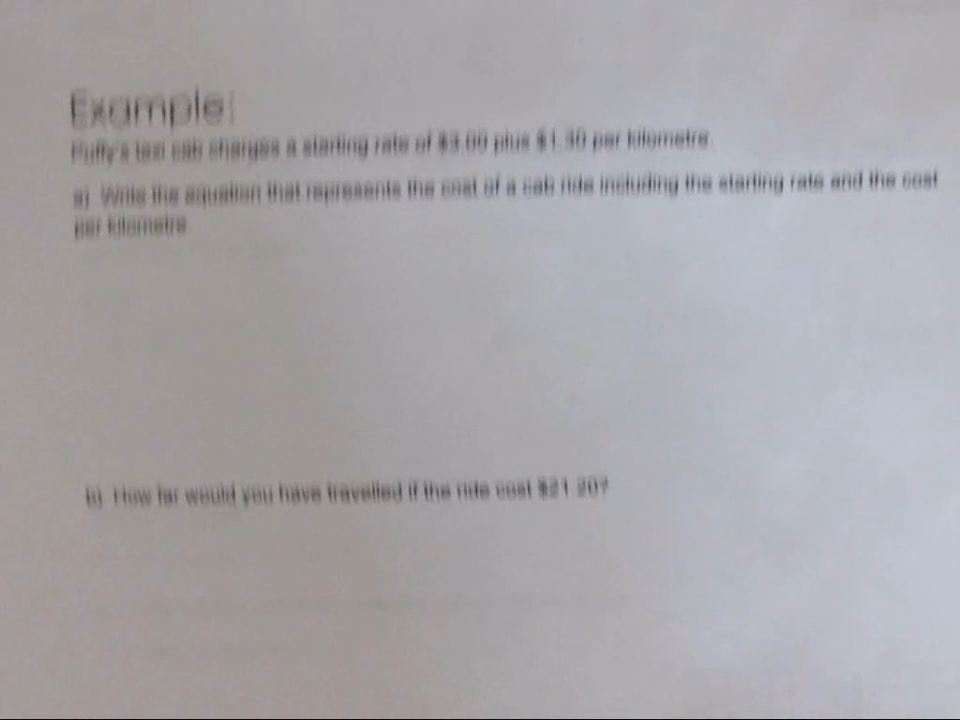 Example:
Puffy's taxi cab charges a starting rate of $3.00 plus $1.30 per kilometre.
a) Write the equation that represents the cost of a cab ride including the starting rate and the cost
per kilometre
b) How far would you have travelled if the ride cost $21.20?